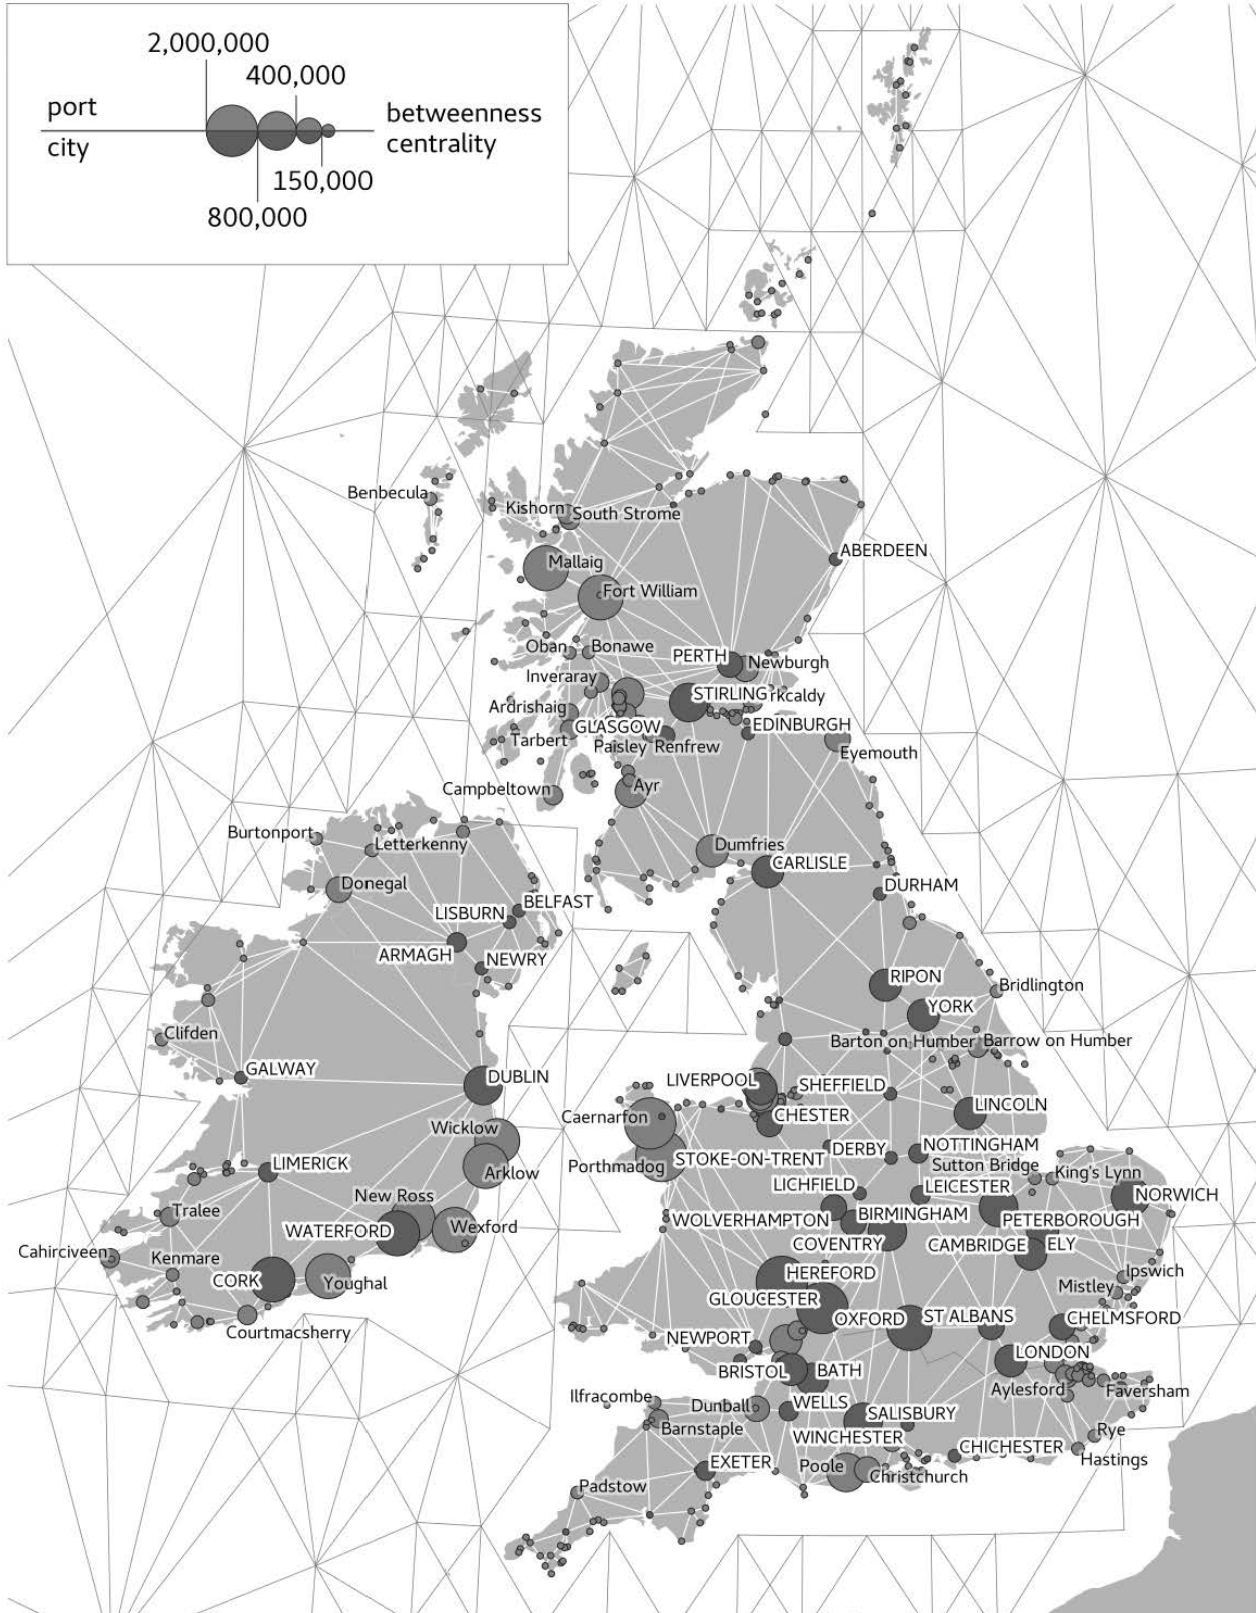 2,000,000
400,000
port
city
betweenness
centrality
150,000
800,000
Benbecula
Kishorn
South Strome
ABERDEEN
Mallaig
Fort William
Oban
Bonawe
PERTH
Newburgh
Inveraray
STIRLING
rkcaldy
Ardrishaig
GLASGOW
EDINBURGH
Tarbert
Paisley
Renfrew
Eyemouth
Campbeltown
Ayr
Burtonport
Letterkenny
Dumfries
CARLISLE
Donegal
DURHAM
LISBURN
BELFAST
ARMAGH
NEWRY
RIPON
Bridlington
YORK
Clifden
Barton on Humber
Barrow on Humber
GALWAY
DUBLIN
LIVERPOOL
SHEFFIELD
LINCOLN
Caernarfon
CHESTER
Wicklow
DERBY
NOTTINGHAM
Porthmadog
STOKE-ON-TRENT
LIMERICK
Arklow
Sutton Bridge
King's Lynn
LICHFIELD
LEICESTER
NORWICH
New Ross
Tralee
WATERFORD
Wexford
WOLVERHAMPTON
BIRMINGHAM
PETERBOROUGH
COVENTRY
CAMBRIDGE
ELY
Cahirciveen
Kenmare
CORK
Youghal
HEREFORD
Ipswich
Mistley
GLOUCESTER
OXFORD
ST ALBANS
CHELMSFORD
Courtmacsherry
NEWPORT
LONDON
BRISTOL
BATH
Aylesford
Faversham
Ilfracombe
Dunball
WELLS
SALISBURY
Barnstaple
WINCHESTER
Rye
CHICHESTER
Hastings
EXETER
Poole
Christchurch
Padstow